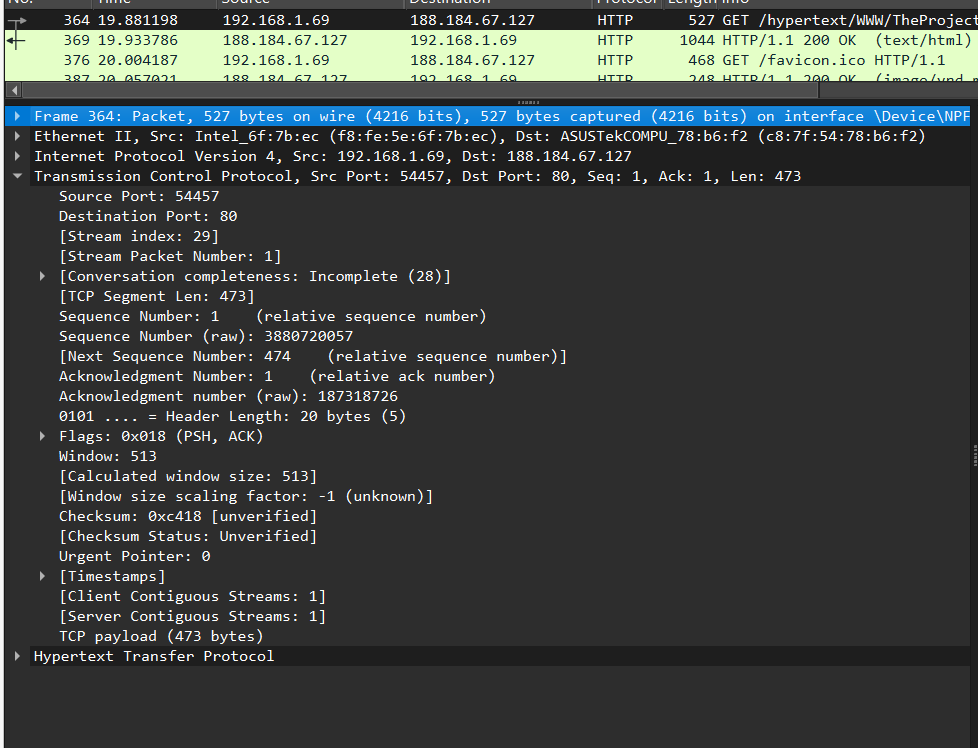 No. Time Source Destination Protocol Length Info
364 19.881198 192.168.1.69 188.184.67.127 HTTP 527 GET /hypertext/WWW/TheProject
369 19.933786 188.184.67.127 192.168.1.69 HTTP 1044 HTTP/1.1 200 OK (text/html)
376 20.004187 192.168.1.69 188.184.67.127 HTTP 468 GET /favicon.ico HTTP/1.1
387 20.057021 188.184.67.127 192.168.1.69 HTTP 248 HTTP/1.1 200 OK (image/vnd.m
Frame 364: Packet, 527 bytes on wire (4216 bits), 527 bytes captured (4216 bits) on interface \Device\NPF
Ethernet II, Src: Intel_6f:7b:ec (f8:fe:5e:6f:7b:ec), Dst: ASUSTekCOMPU_78:b6:f2 (c8:7f:54:78:b6:f2)
Internet Protocol Version 4, Src: 192.168.1.69, Dst: 188.184.67.127
Transmission Control Protocol, Src Port: 54457, Dst Port: 80, Seq: 1, Ack: 1, Len: 473
Source Port: 54457
Destination Port: 80
[Stream index: 29]
[Stream Packet Number: 1]
[Conversation completeness: Incomplete (28)]
[TCP Segment Len: 473]
Sequence Number: 1 (relative sequence number)
Sequence Number (raw): 3880720057
[Next Sequence Number: 474 (relative sequence number)]
Acknowledgment Number: 1 (relative ack number)
Acknowledgment number (raw): 187318726
0101 .... = Header Length: 20 bytes (5)
Flags: 0x018 (PSH, ACK)
Window: 513
[Calculated window size: 513]
[Window size scaling factor: -1 (unknown)]
Checksum: 0xc418 [unverified]
[Checksum Status: Unverified]
Urgent Pointer: 0
[Timestamps]
[Client Contiguous Streams: 1]
[Server Contiguous Streams: 1]
TCP payload (473 bytes)
Hypertext Transfer Protocol